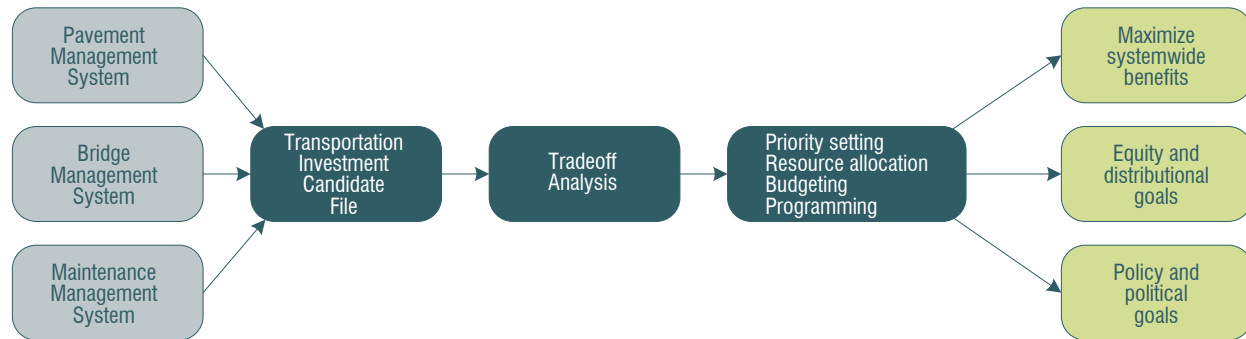 Pavement
Management
System
Bridge
Management
System
Maintenance
Management
System
Transportation
Investment
Candidate
File
Tradeoff
Analysis
Priority setting
Resource allocation
Budgeting
Programming
Maximize
systemwide
benefits
Equity and
distributional
goals
Policy and
political
goals